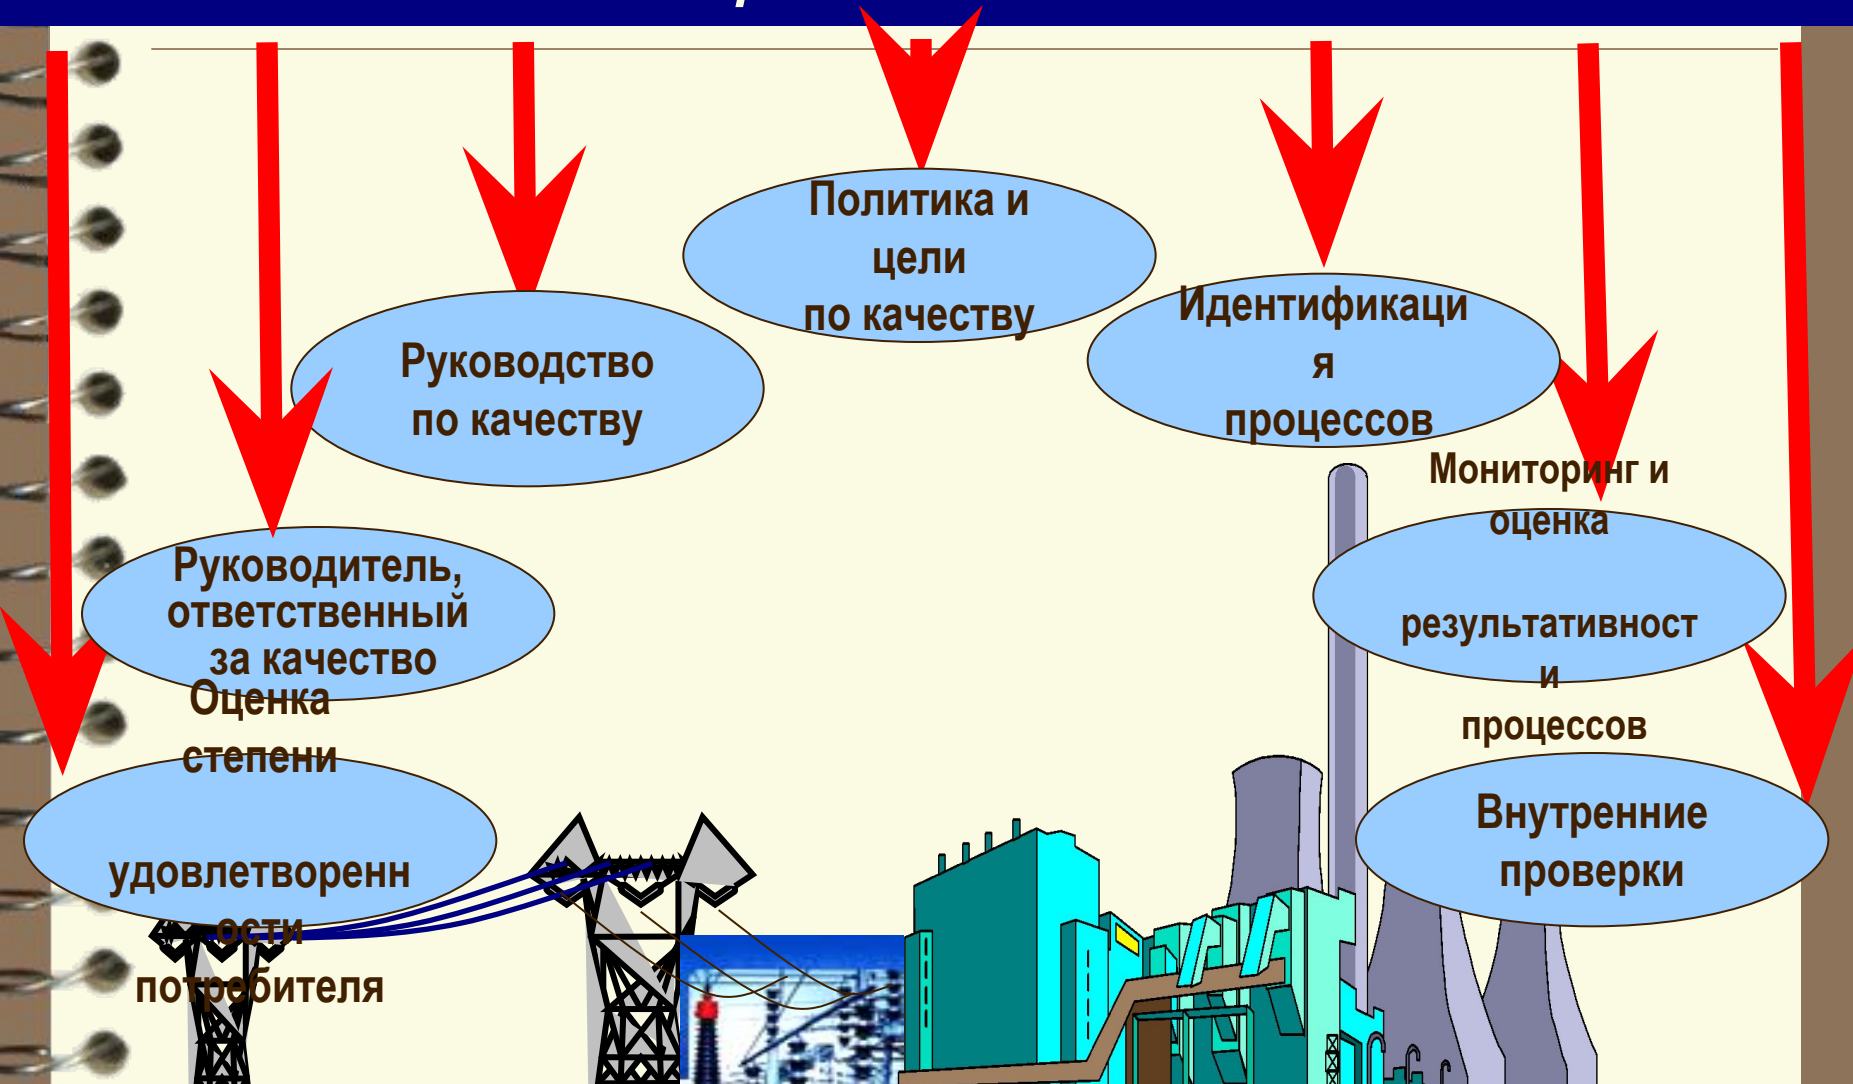 Политика и
цели
по качеству
Руководство
по качеству
Идентификаци
я
процессов
Руководитель,
ответственный
за качество
Мониторинг и
оценка
результативност
и
процессов
Оценка
степени
удовлетворенн
ости
потребителя
Внутренние
проверки